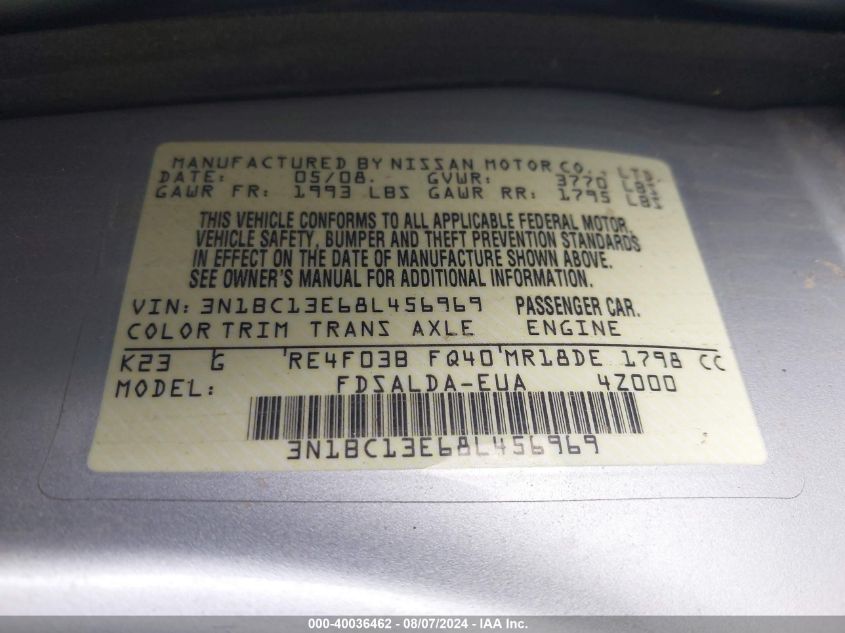 MANUFACTURED BY NISSAN MOTOR CO., LTD.
DATE: 05/08. GVWR: 3770 LBS
GAWR FR: 1993 LBS GAWR RR: 1795 LBS
THIS VEHICLE CONFORMS TO ALL APPLICABLE FEDERAL MOTOR
VEHICLE SAFETY, BUMPER AND THEFT PREVENTION STANDARDS
IN EFFECT ON THE DATE OF MANUFACTURE SHOWN ABOVE.
SEE OWNER'S MANUAL FOR ADDITIONAL INFORMATION.
VIN: 3N1BC13E68L456969 PASSENGER CAR.
COLOR TRIM TRANS AXLE ENGINE
K23 G RE4F03B FQ40 MR18DE 1798 CC
MODEL: FDSALDA-EUA 4Z000
3N1BC13E68L456969
000-40036462 - 08/07/2024 - IAA Inc.